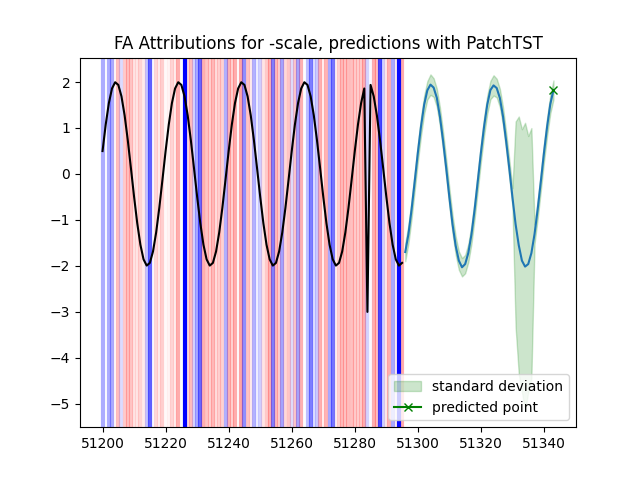 FA Attributions for -scale, predictions with PatchTST
2
1
0
−1
−2
−3
−4
−5
standard deviation
predicted point
51200 51220 51240 51260 51280 51300 51320 51340